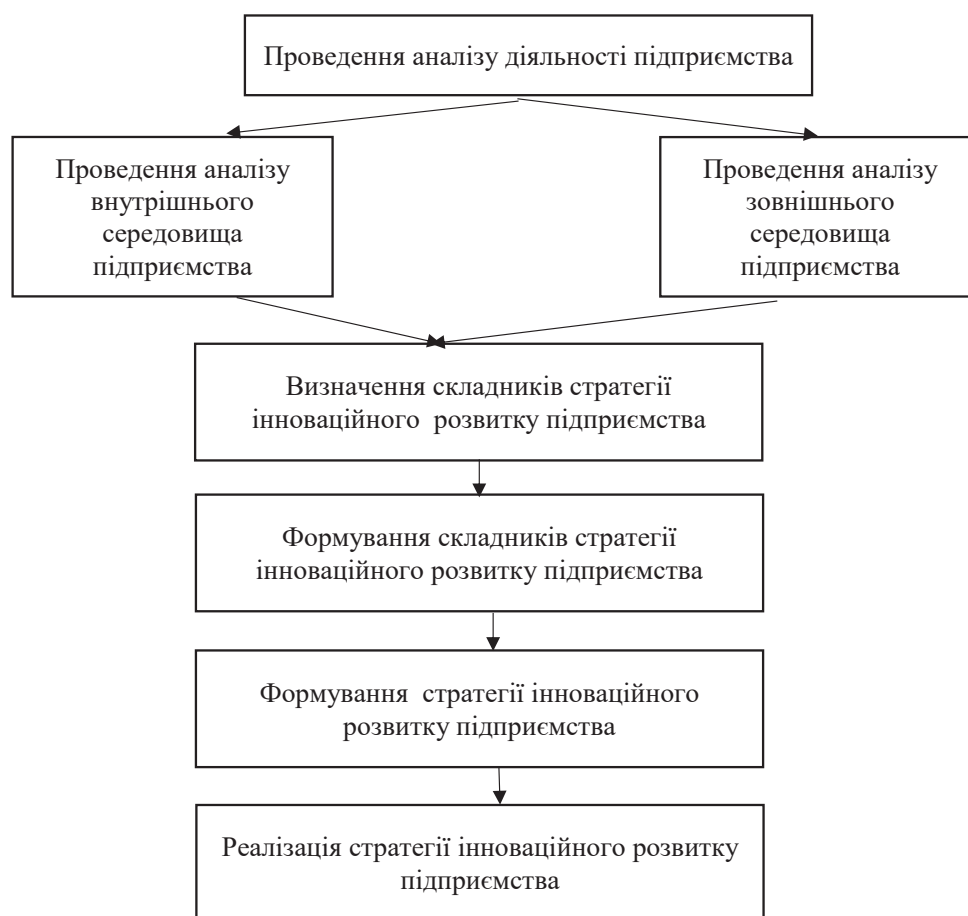 Проведення аналізу діяльності підприємства
Проведення аналізу
внутрішнього
середовища
підприємства
Проведення аналізу
зовнішнього
середовища
підприємства
Визначення складників стратегії
інноваційного розвитку підприємства
Формування складників стратегії
інноваційного розвитку підприємства
Формування стратегії інноваційного
розвитку підприємства
Реалізація стратегії інноваційного розвитку
підприємства